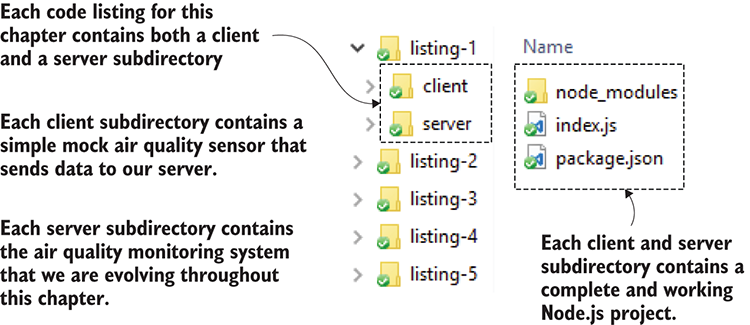 Each code listing for this
chapter contains both a client
and a server subdirectory
Each client subdirectory contains a
simple mock air quality sensor that
sends data to our server.
Each server subdirectory contains
the air quality monitoring system
that we are evolving throughout
this chapter.
listing-1
client
server
listing-2
listing-3
listing-4
listing-5
Name
node_modules
index.js
package.json
Each client and server
subdirectory contains a
complete and working
Node.js project.